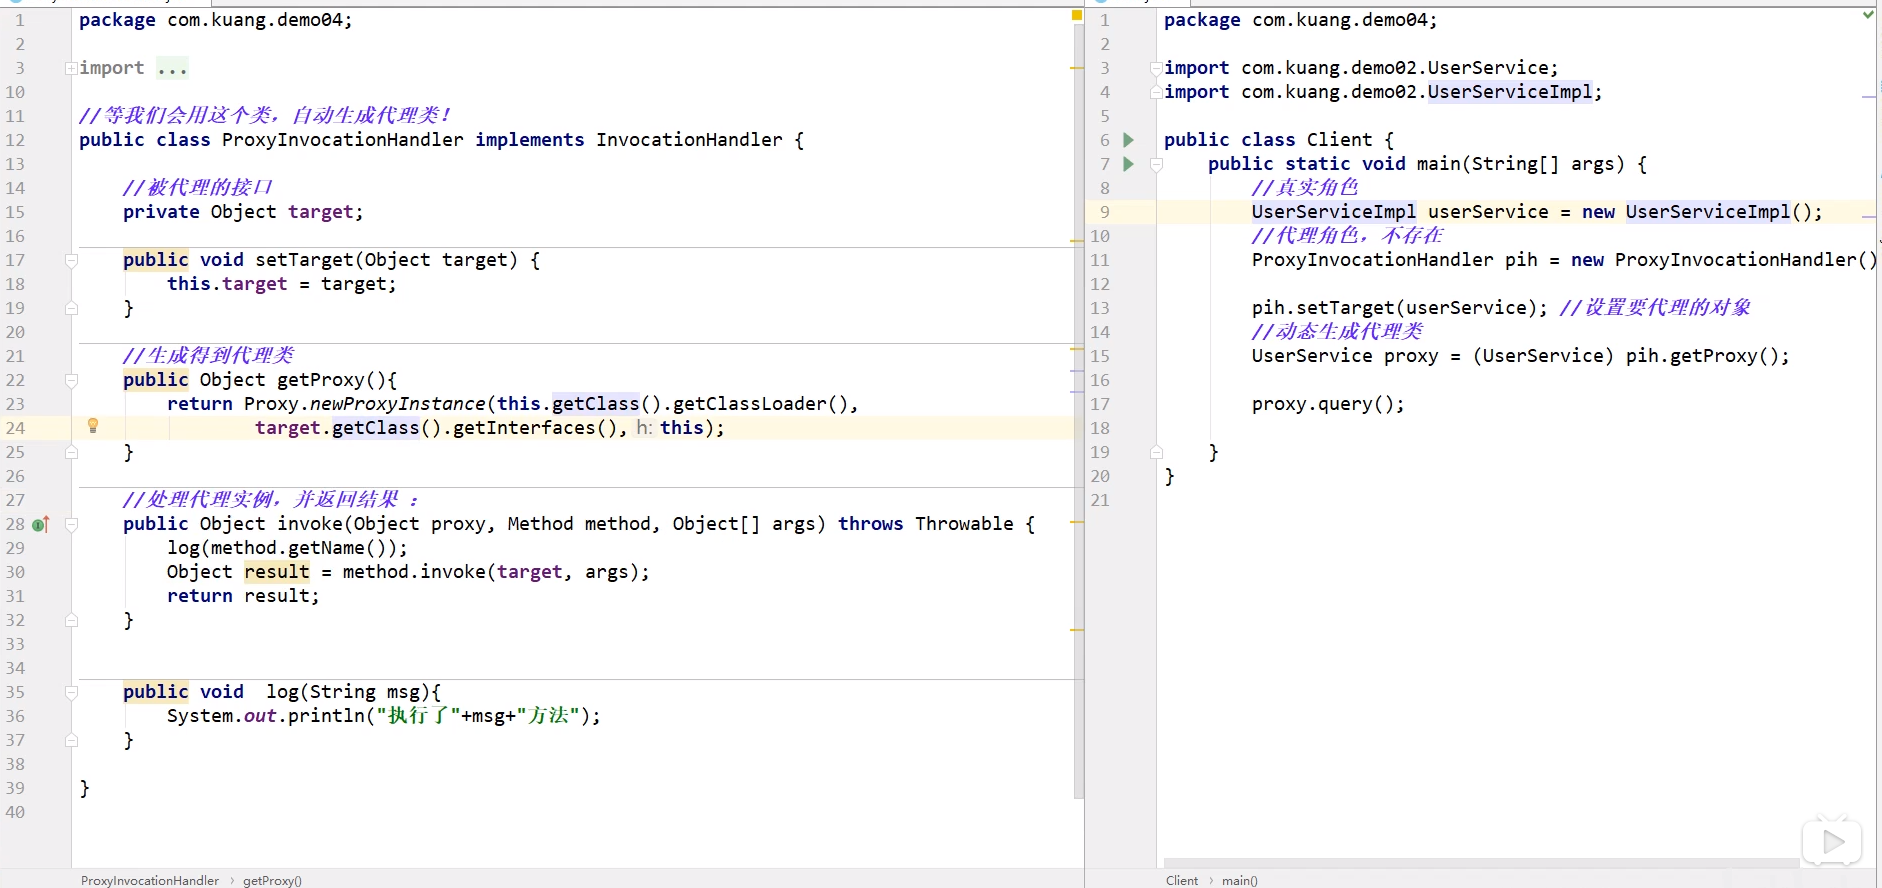 1 package com.kuang.demo04;
2
3 import ...
10
11 //等我们会用这个类，自动生成代理类！
12 public class ProxyInvocationHandler implements InvocationHandler {
13
14 //被代理的接口
15 private Object target;
16
17 public void setTarget(Object target) {
18 this.target = target;
19 }
20
21 //生成得到代理类
22 public Object getProxy(){
23 return Proxy.newProxyInstance(this.getClass().getClassLoader(),
24 target.getClass().getInterfaces(), h: this);
25 }
26
27 //处理代理实例，并返回结果 :
28 public Object invoke(Object proxy, Method method, Object[] args) throws Throwable {
29 log(method.getName());
30 Object result = method.invoke(target, args);
31 return result;
32 }
33
34
35 public void  log(String msg){
36 System.out.println("执行了"+msg+"方法");
37 }
38
39 }
40
ProxyInvocationHandler › getProxy()
1 package com.kuang.demo04;
2
3 import com.kuang.demo02.UserService;
4 import com.kuang.demo02.UserServiceImpl;
5
6 public class Client {
7 public static void main(String[] args) {
8 //真实角色
9 UserServiceImpl userService = new UserServiceImpl();
10 //代理角色，不存在
11 ProxyInvocationHandler pih = new ProxyInvocationHandler()
12
13 pih.setTarget(userService); //设置要代理的对象
14 //动态生成代理类
15 UserService proxy = (UserService) pih.getProxy();
16
17 proxy.query();
18
19 }
20 }
21
Client › main()